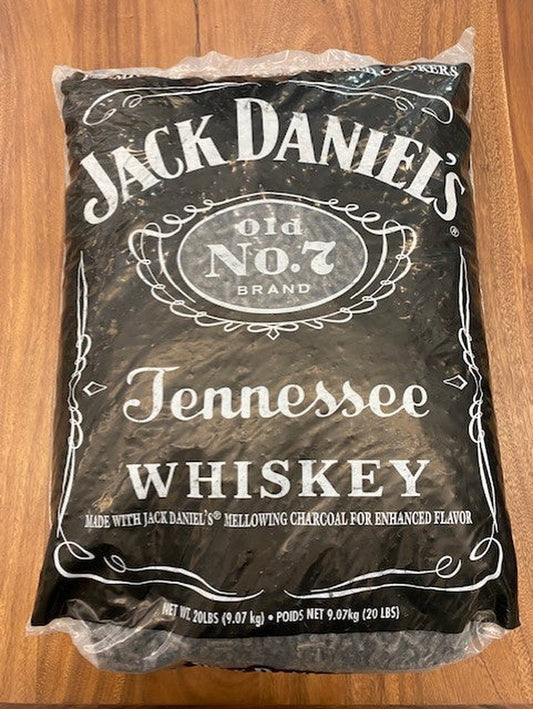 COOKERS
JACK DANIEL'S
®
Old
No.7
BRAND
Tennessee
WHISKEY
MADE WITH JACK DANIEL'S® MELLOWING CHARCOAL FOR ENHANCED FLAVOR
NET WT. 20LBS (9.07 kg) • POIDS NET 9.07kg (20 LBS)